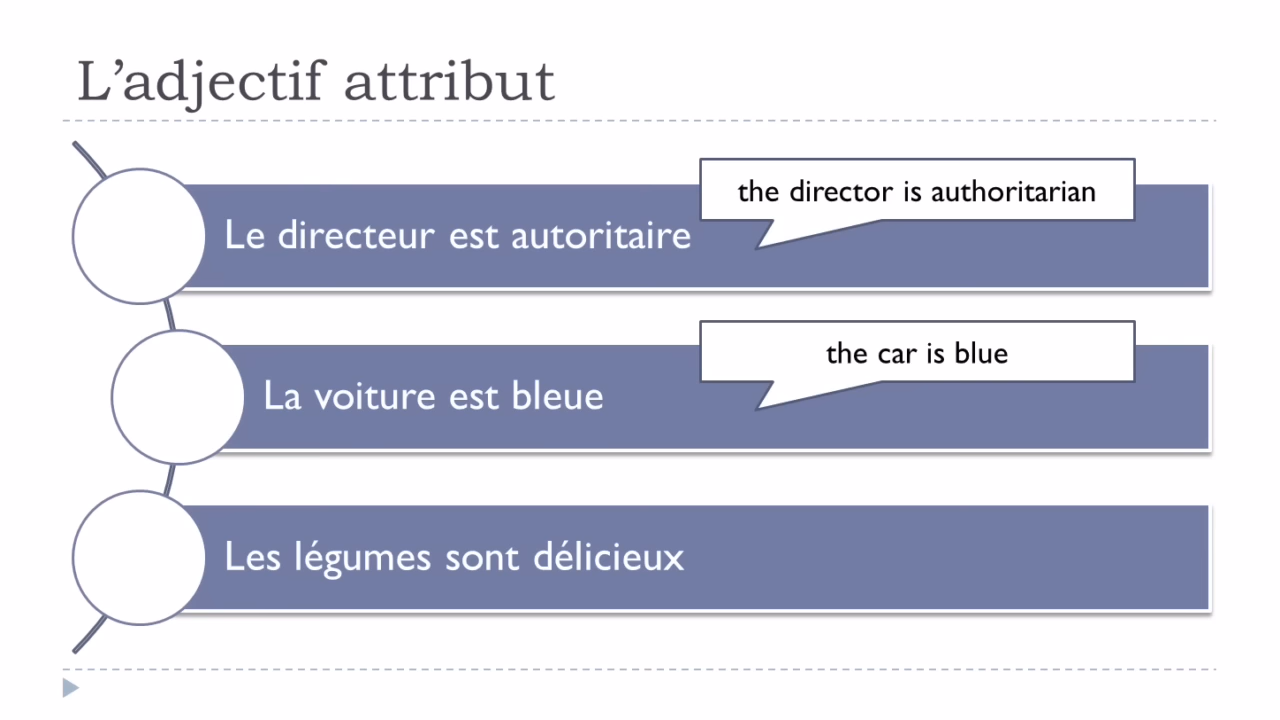 L’adjectif attribut
the director is authoritarian
Le directeur est autoritaire
the car is blue
La voiture est bleue
Les légumes sont délicieux